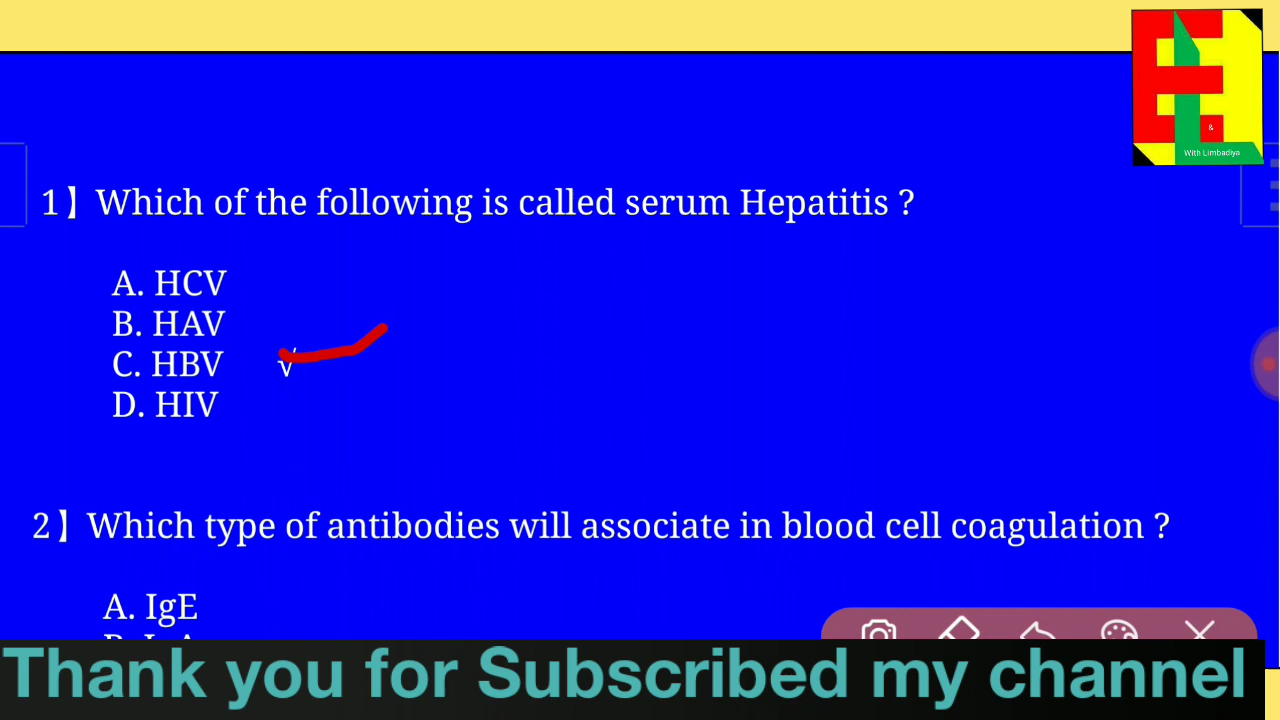 &
With Limbadiya
1】Which of the following is called serum Hepatitis ?
A. HCV
B. HAV
C. HBV √
D. HIV
2】Which type of antibodies will associate in blood cell coagulation ?
A. IgE
Thank you for Subscribed my channel